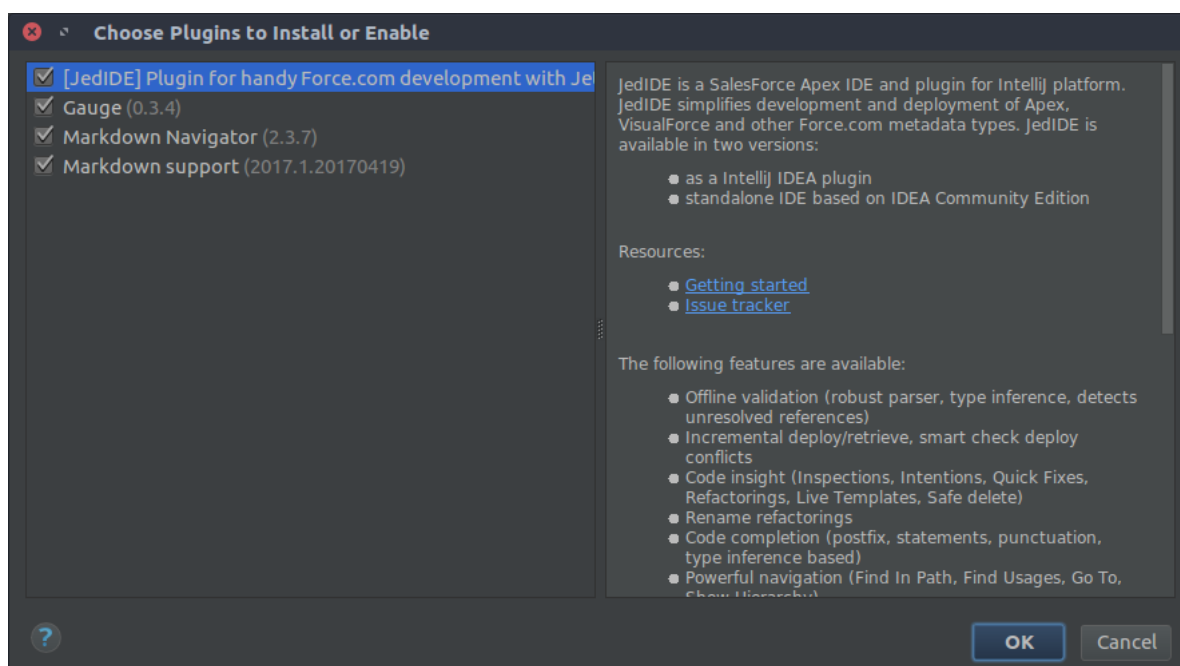 Choose Plugins to Install or Enable
[JedIDE] Plugin for handy Force.com development with
Gauge (0.3.4)
Markdown Navigator (2.3.7)
Markdown support (2017.1.20170419)
JedIDE is a SalesForce Apex IDE and plugin for IntelliJ platform.
JedIDE simplifies development and deployment of Apex,
VisualForce and other Force.com metadata types. JedIDE is
available in two versions:
as a IntelliJ IDEA plugin
standalone IDE based on IDEA Community Edition
Resources:
Getting started
Issue tracker
The following features are available:
Offline validation (robust parser, type inference, detects
unresolved references)
Incremental deploy/retrieve, smart check deploy
conflicts
Code insight (Inspections, Intentions, Quick Fixes,
Refactorings, Live Templates, Safe delete)
Rename refactorings
Code completion (postfix, statements, punctuation,
type inference based)
Powerful navigation (Find In Path, Find Usages, Go To,
Show Hierarchy)
?
OK
Cancel